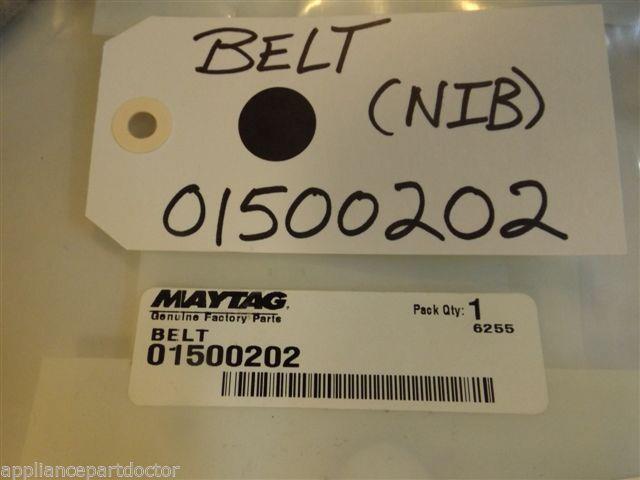 BELT
(NIB)
01500202
MAYTAG.
Genuine Factory Parts
Pack Qty: 1
6255
BELT
01500202
appliancepartdoctor